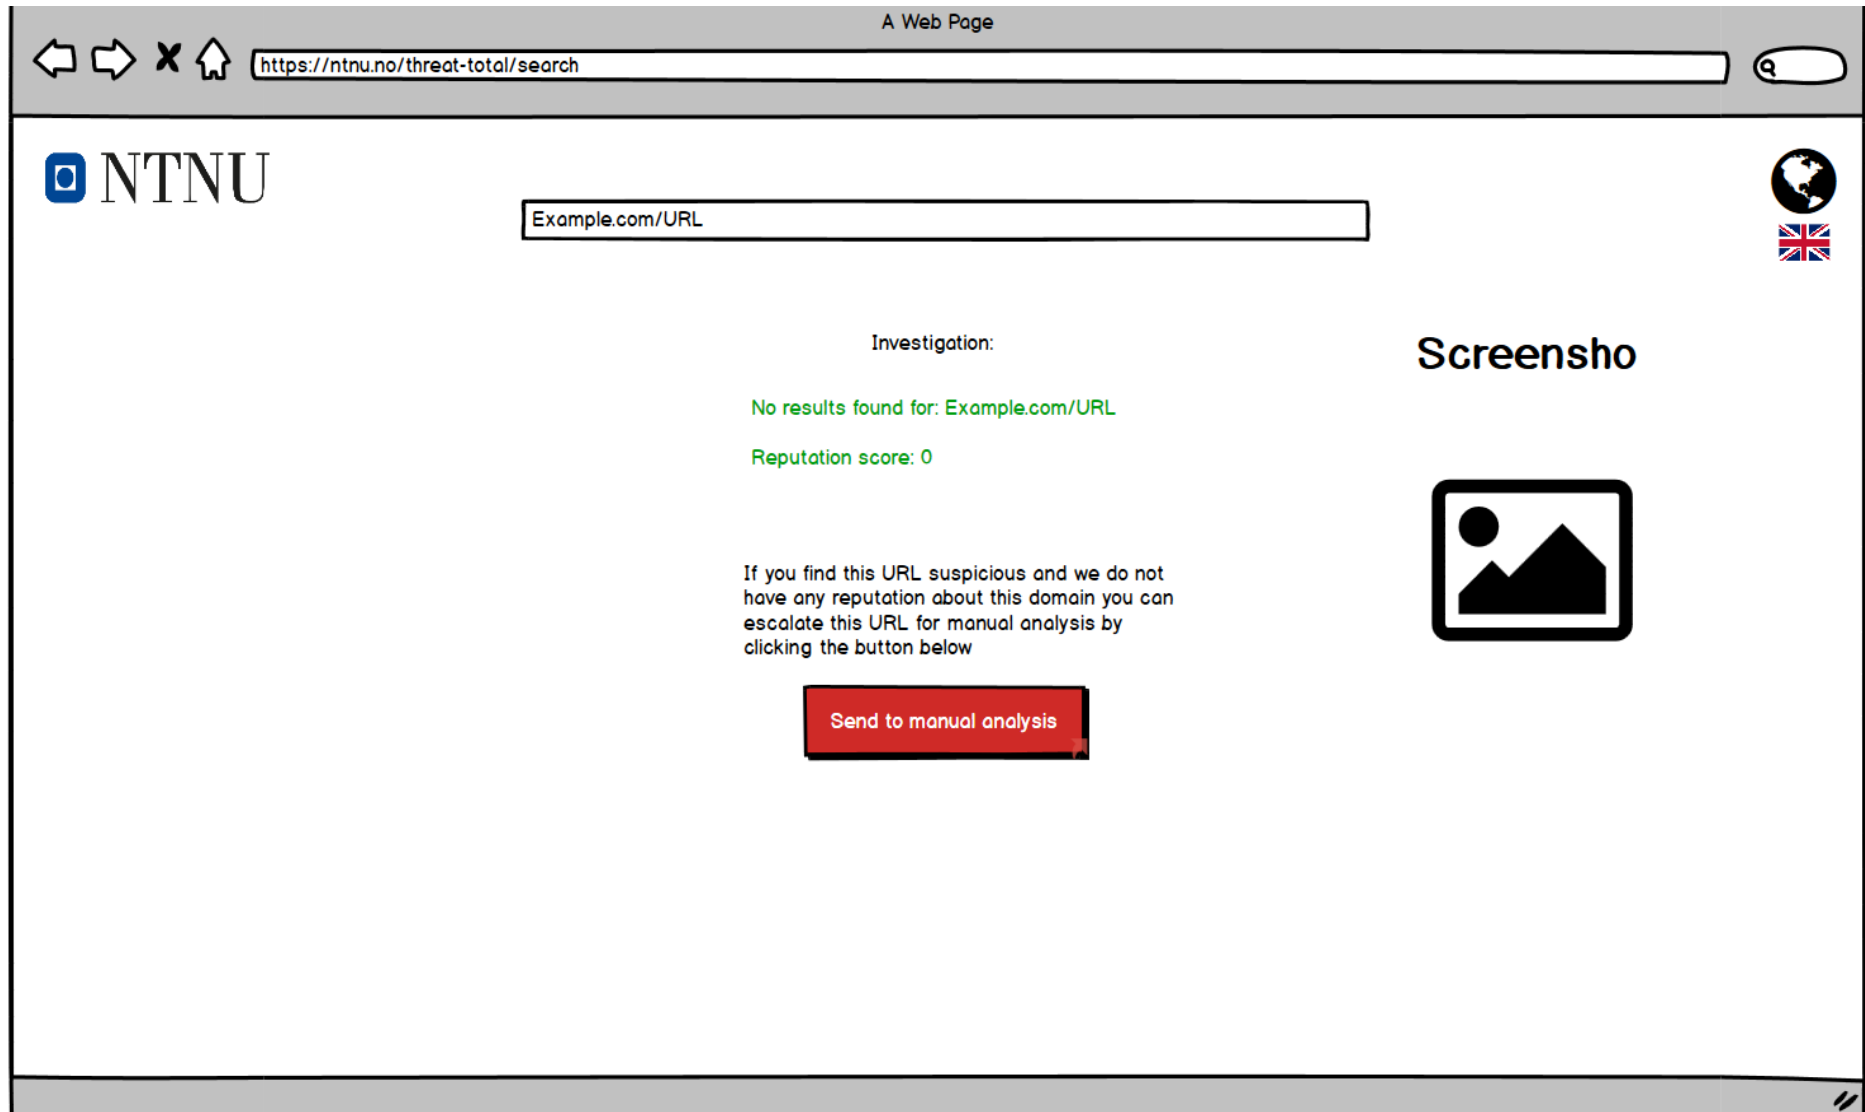 A Web Page
https://ntnu.no/threat-total/search
NTNU
Example.com/URL
Investigation:
Screensho
No results found for: Example.com/URL
Reputation score: 0
If you find this URL suspicious and we do not
have any reputation about this domain you can
escalate this URL for manual analysis by
clicking the button below
Send to manual analysis